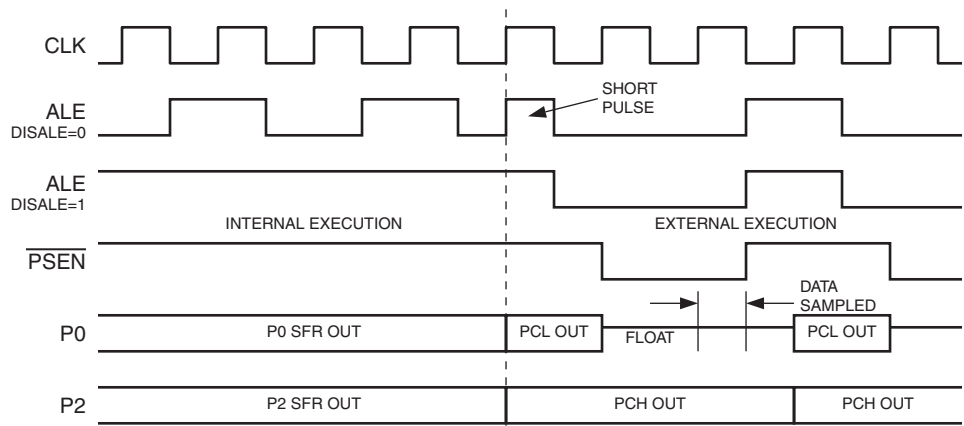 CLK
ALE
DISALE=0
SHORT
PULSE
ALE
DISALE=1
INTERNAL EXECUTION
EXTERNAL EXECUTION
PSEN
DATA
SAMPLED
P0
P0 SFR OUT
PCL OUT
FLOAT
PCL OUT
P2
P2 SFR OUT
PCH OUT
PCH OUT